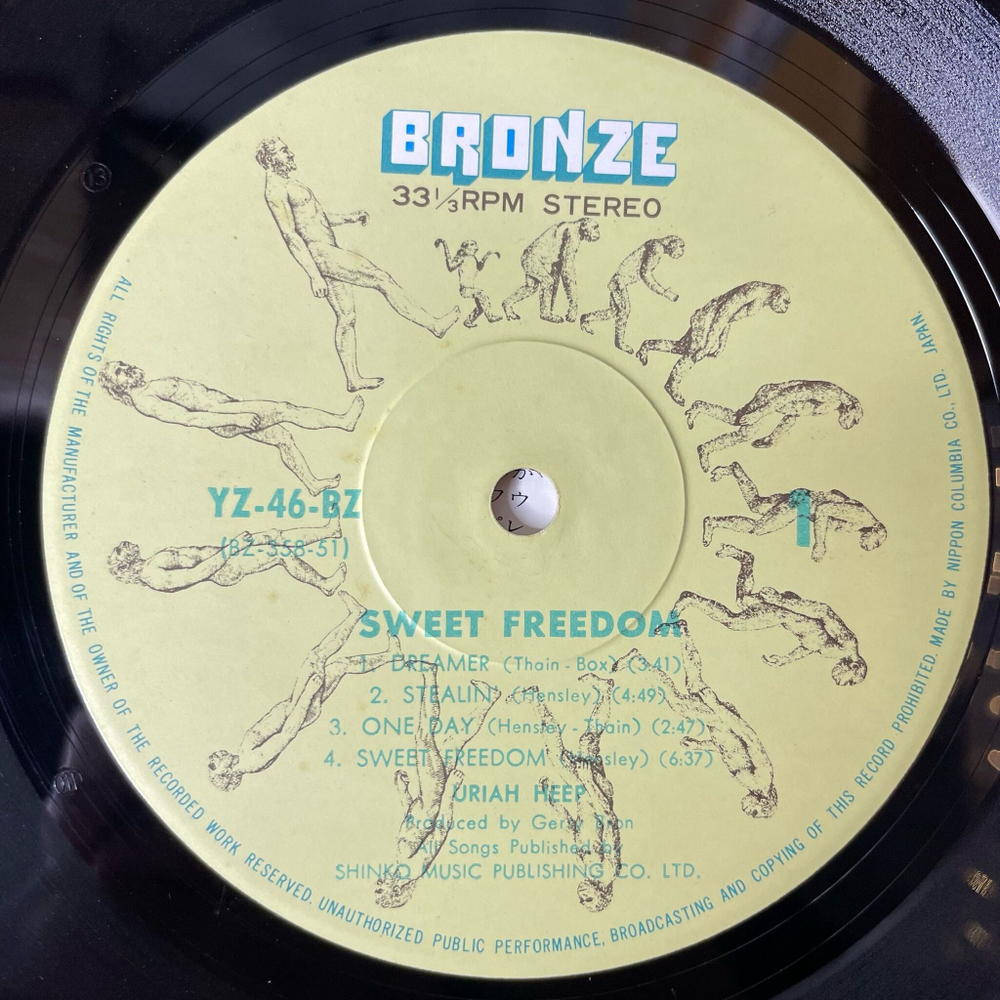 BRONZE
33⅓RPM STEREO
YZ-46-BZ
(BZ-358-51)
1
SWEET FREEDOM
1. DREAMER (Thain - Box) (3:41)
2. STEALIN' (Hensley) (4:49)
3. ONE DAY (Hensley - Thain) (2:47)
4. SWEET FREEDOM (Hensley) (6:37)
URIAH HEEP
Produced by Gerry Bron
All Songs Published by
SHINKO MUSIC PUBLISHING CO. LTD.
ALL RIGHTS OF THE MANUFACTURER AND OF THE OWNER OF THE RECORDED WORK RESERVED. UNAUTHORIZED PUBLIC PERFORMANCE, BROADCASTING AND COPYING OF THIS RECORD PROHIBITED. MADE BY NIPPON COLUMBIA CO., LTD. JAPAN.